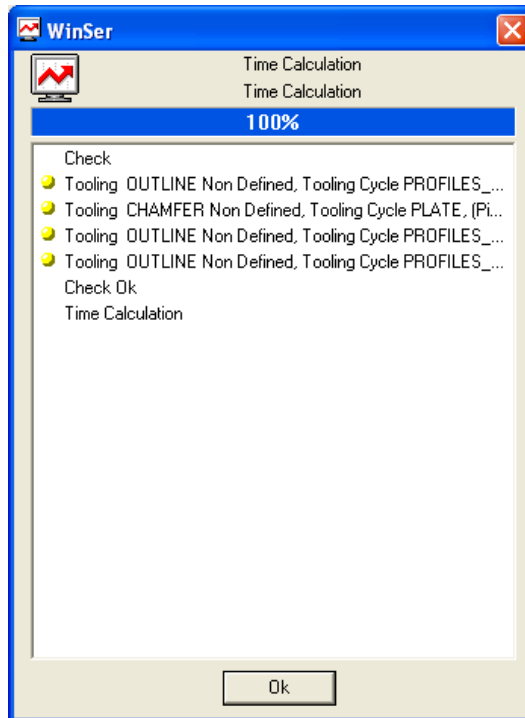 WinSer
Time Calculation
Time Calculation
100%
Check
Tooling OUTLINE Non Defined, Tooling Cycle PROFILES_...
Tooling CHAMFER Non Defined, Tooling Cycle PLATE, (Pi...
Tooling OUTLINE Non Defined, Tooling Cycle PROFILES_...
Tooling OUTLINE Non Defined, Tooling Cycle PROFILES_...
Check Ok
Time Calculation
Ok